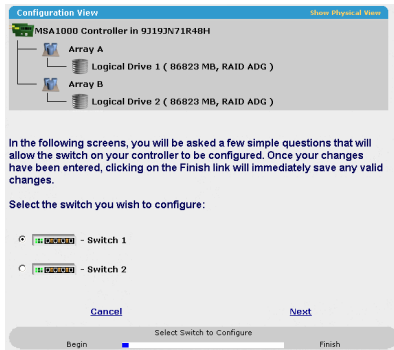 Configuration View
Show Physical View
MSA1000 Controller in 9J19JN71R48H
Array A
Logical Drive 1 ( 86823 MB, RAID ADG )
Array B
Logical Drive 2 ( 86823 MB, RAID ADG )
In the following screens, you will be asked a few simple questions that will
allow the switch on your controller to be configured. Once your changes
have been entered, clicking on the Finish link will immediately save any valid
changes.
Select the switch you wish to configure:
- Switch 1
- Switch 2
Cancel
Next
Select Switch to Configure
Begin
Finish